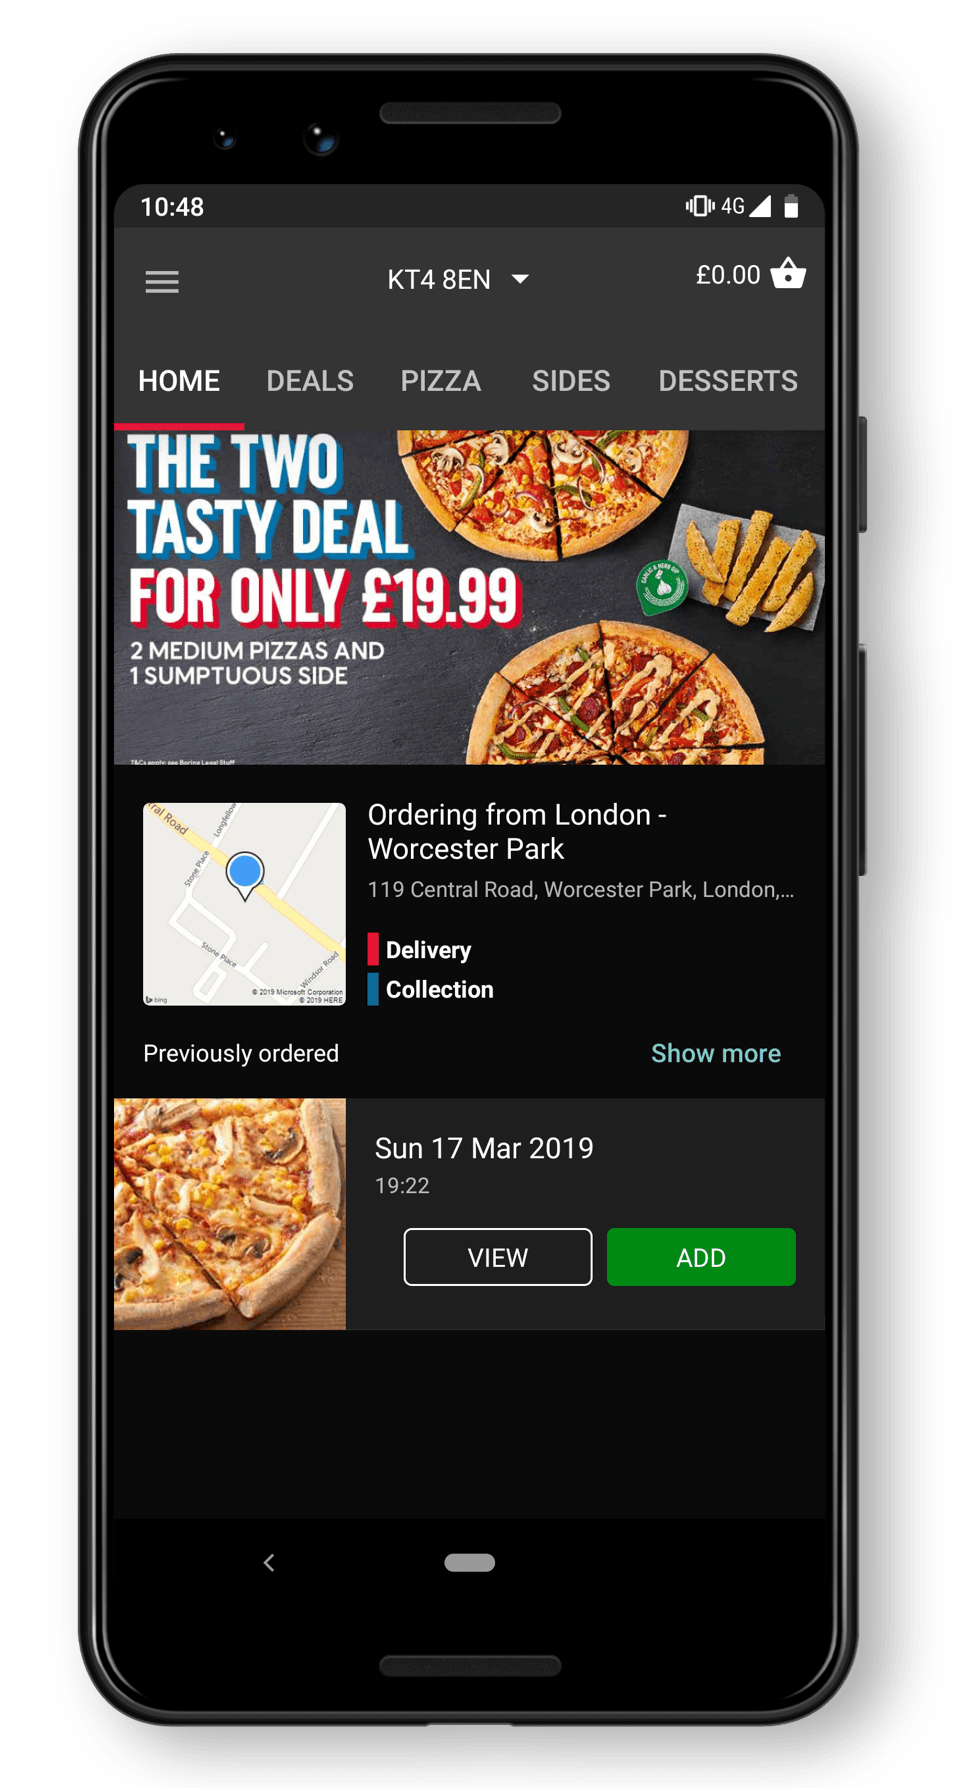 10:48 4G
KT4 8EN £0.00
HOME DEALS PIZZA SIDES DESSERTS
THE TWO
TASTY DEAL
FOR ONLY £19.99
2 MEDIUM PIZZAS AND
1 SUMPTUOUS SIDE
GARLIC & HERB DIP
T&Cs apply: see Boring Legal Stuff
ral Road
Longfellow
Stone Place
Stone Place
Windsor Road
© 2019 Microsoft Corporation
bing © 2019 HERE
Ordering from London -
Worcester Park
119 Central Road, Worcester Park, London,...
Delivery
Collection
Previously ordered Show more
Sun 17 Mar 2019
19:22
VIEW ADD